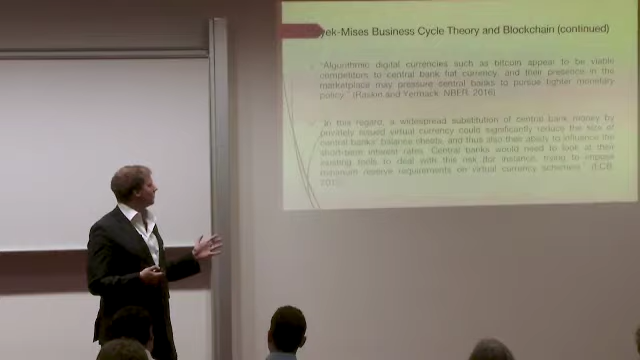 yek-Mises Business Cycle Theory and Blockchain (continued)
"Algorithmic digital currencies such as bitcoin appear to be viable
competitors to central bank fiat currency, and their presence in the
marketplace may pressure central banks to pursue tighter monetary
policy." (Raskin and Yermack, NBER, 2016)
"In this regard, a widespread substitution of central bank money by
privately issued virtual currency could significantly reduce the size of
central banks' balance sheets, and thus also their ability to influence the
short-term interest rates. Central banks would need to look at their
existing tools to deal with this risk (for instance, trying to impose
minimum reserve requirements on virtual currency schemes." (ECB,